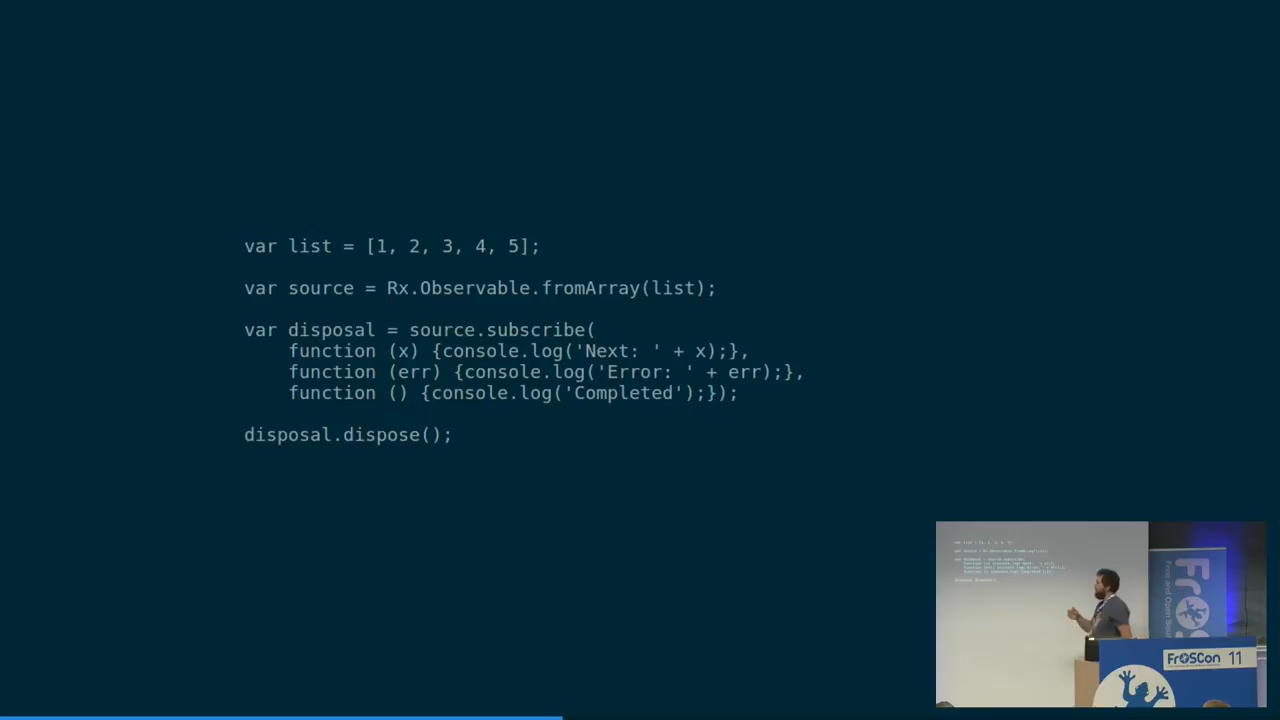 var list = [1, 2, 3, 4, 5];
var source = Rx.Observable.fromArray(list);
var disposal = source.subscribe(
    function (x) {console.log('Next: ' + x);},
    function (err) {console.log('Error: ' + err);},
    function () {console.log('Completed');});
disposal.dispose();
FrOSCon 11